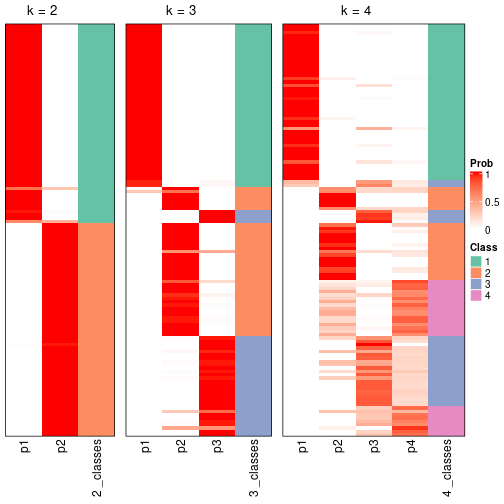 k = 2
k = 3
k = 4
p1
p2
2_classes
p1
p2
p3
3_classes
p1
p2
p3
p4
4_classes
Prob
1
0.5
0
Class
1
2
3
4